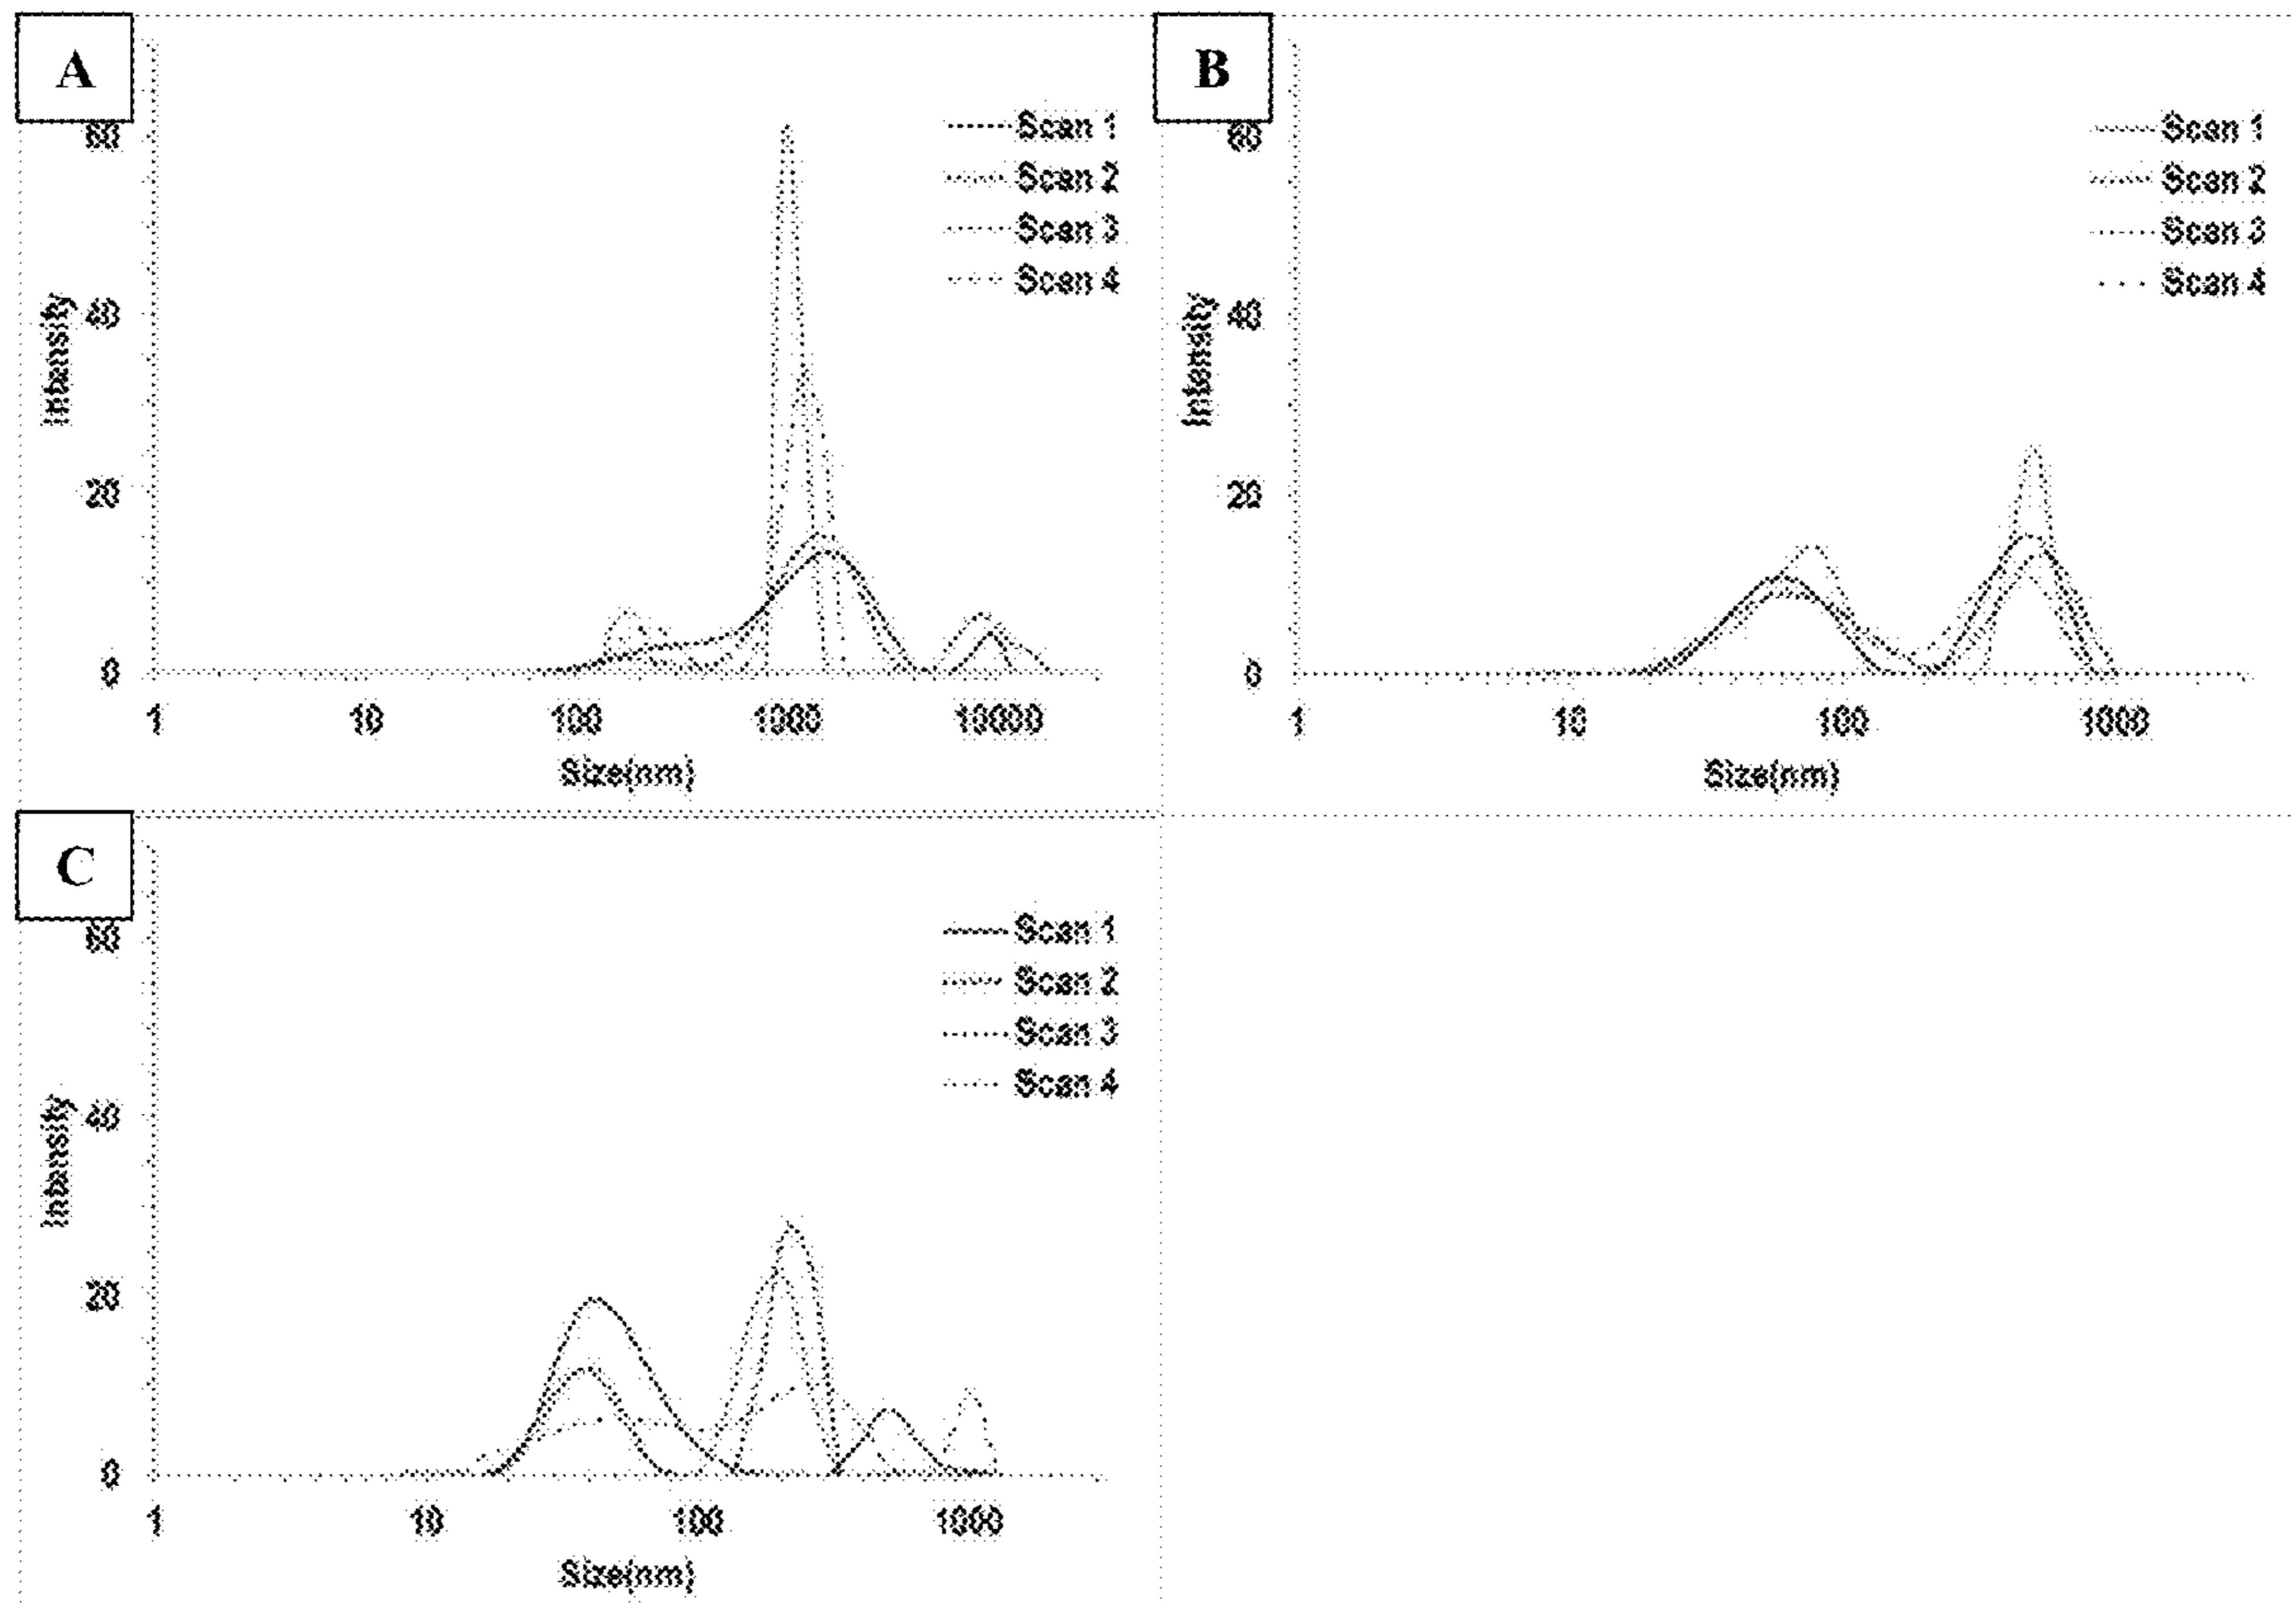 A
60
40
20
0
Intensity
1 10 100 1000 10000
Size(nm)
Scan 1
Scan 2
Scan 3
Scan 4
B
60
40
20
0
Intensity
1 10 100 1000
Size(nm)
Scan 1
Scan 2
Scan 3
Scan 4
C
60
40
20
0
Intensity
1 10 100 1000
Size(nm)
Scan 1
Scan 2
Scan 3
Scan 4